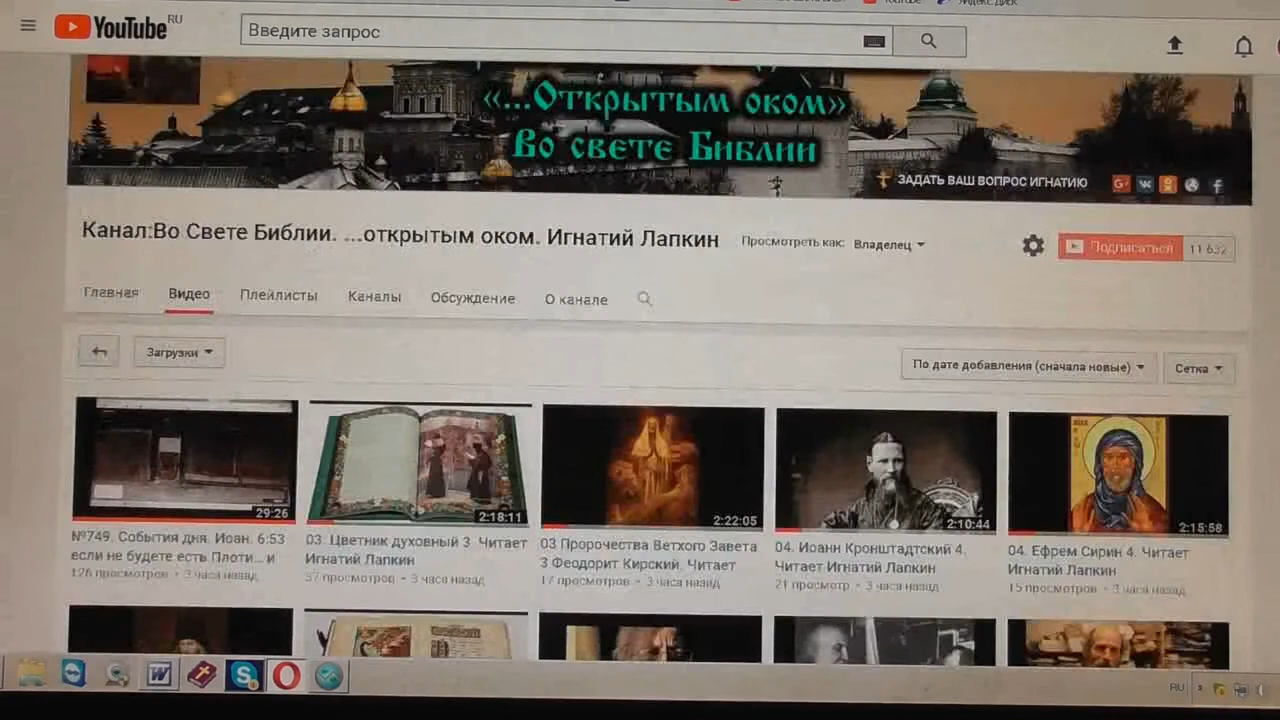 YouTube RU
Введите запрос
«...Открытым оком»
Во свете Библии
ЗАДАТЬ ВАШ ВОПРОС ИГНАТИЮ
Канал:Во Свете Библии. ...открытым оком. Игнатий Лапкин
Просмотреть как: Владелец
Подписаться 11 632
Главная Видео Плейлисты Каналы Обсуждение О канале
Загрузки
По дате добавления (сначала новые) Сетка
29:26 2:18:11 2:22:05 2:10:44 2:15:58
№749. События дня. Иоан. 6:53
если не будете есть Плоти... и
126 просмотров • 3 часа назад
03. Цветник духовный 3. Читает
Игнатий Лапкин
37 просмотров • 3 часа назад
03 Пророчества Ветхого Завета
3 Феодорит Кирский. Читает
17 просмотров • 3 часа назад
04. Иоанн Кронштадтский 4.
Читает Игнатий Лапкин
21 просмотр • 3 часа назад
04. Ефрем Сирин 4. Читает
Игнатий Лапкин
15 просмотров • 3 часа назад
RU